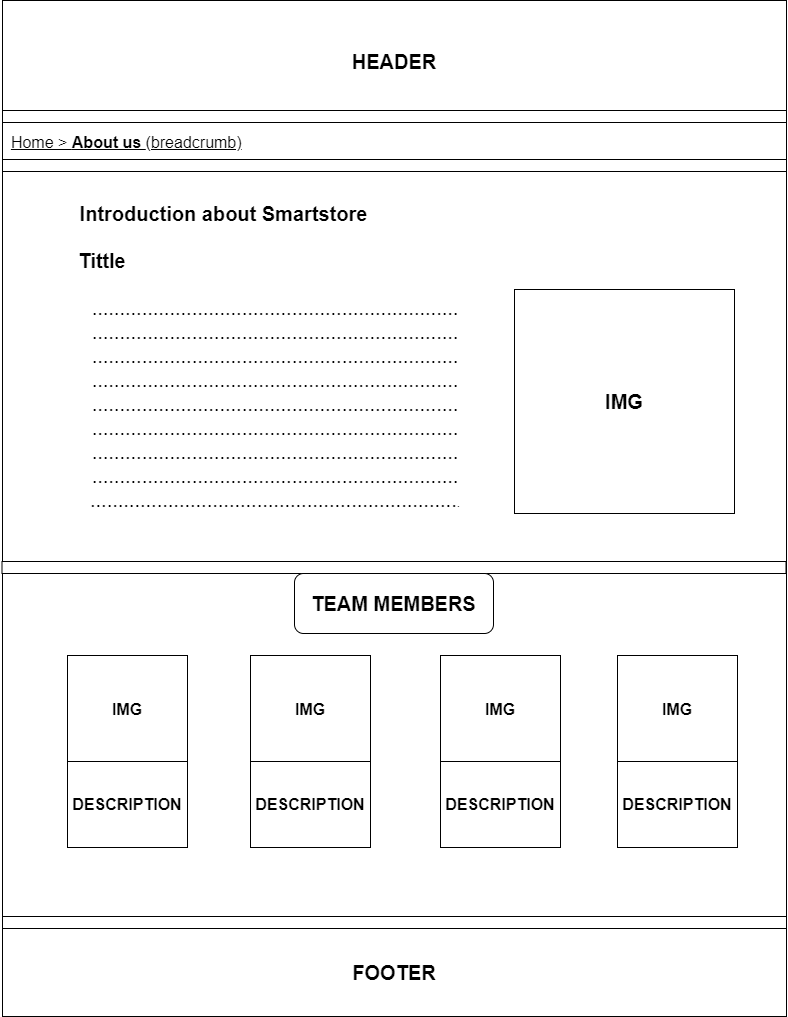 HEADER
Home > About us (breadcrumb)
Introduction about Smartstore
Tittle
IMG
TEAM MEMBERS
IMG IMG IMG IMG
DESCRIPTION DESCRIPTION DESCRIPTION DESCRIPTION
FOOTER